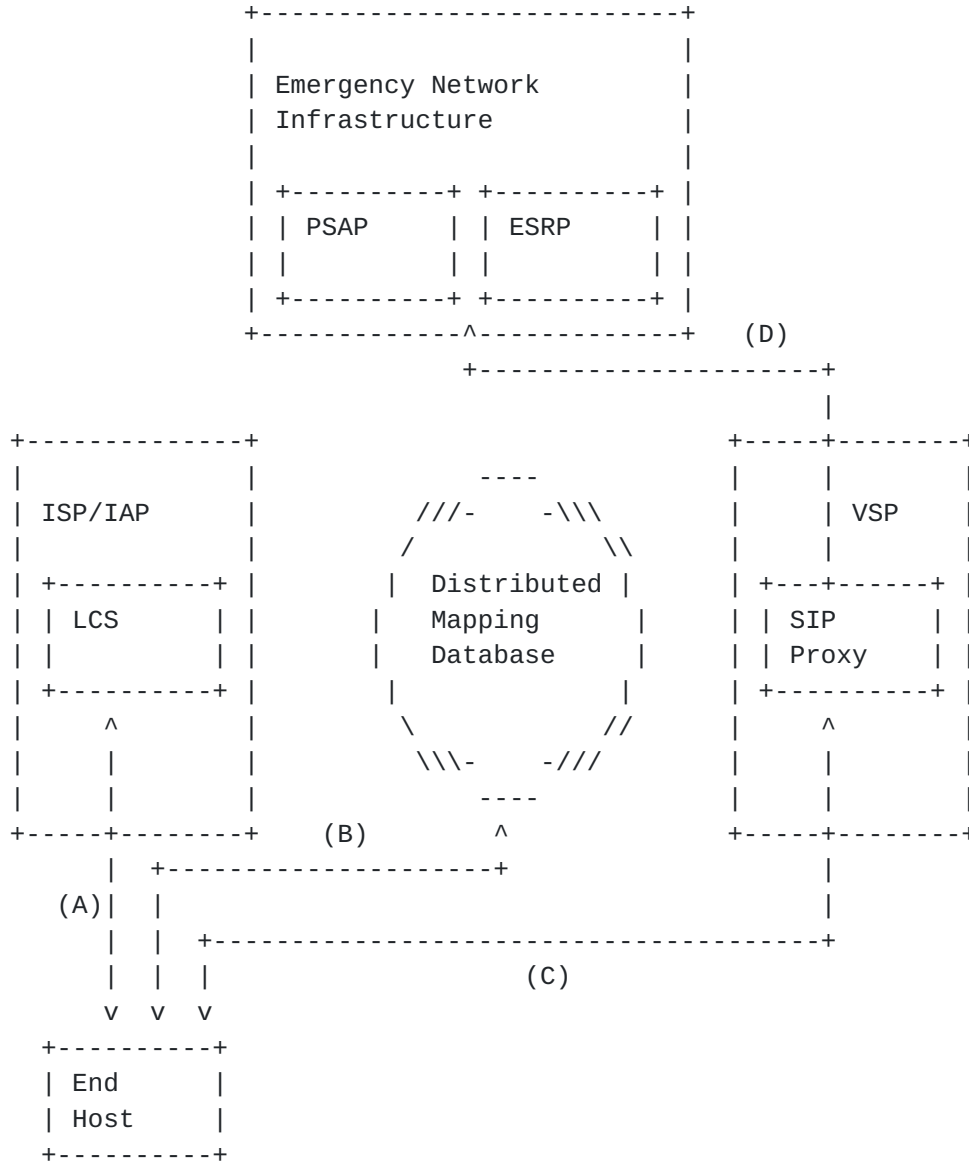 Emergency Network
Infrastructure
PSAP ESRP
(D)
ISP/IAP VSP
Distributed
LCS Mapping SIP
Database Proxy
(B)
(A)
(C)
End
Host